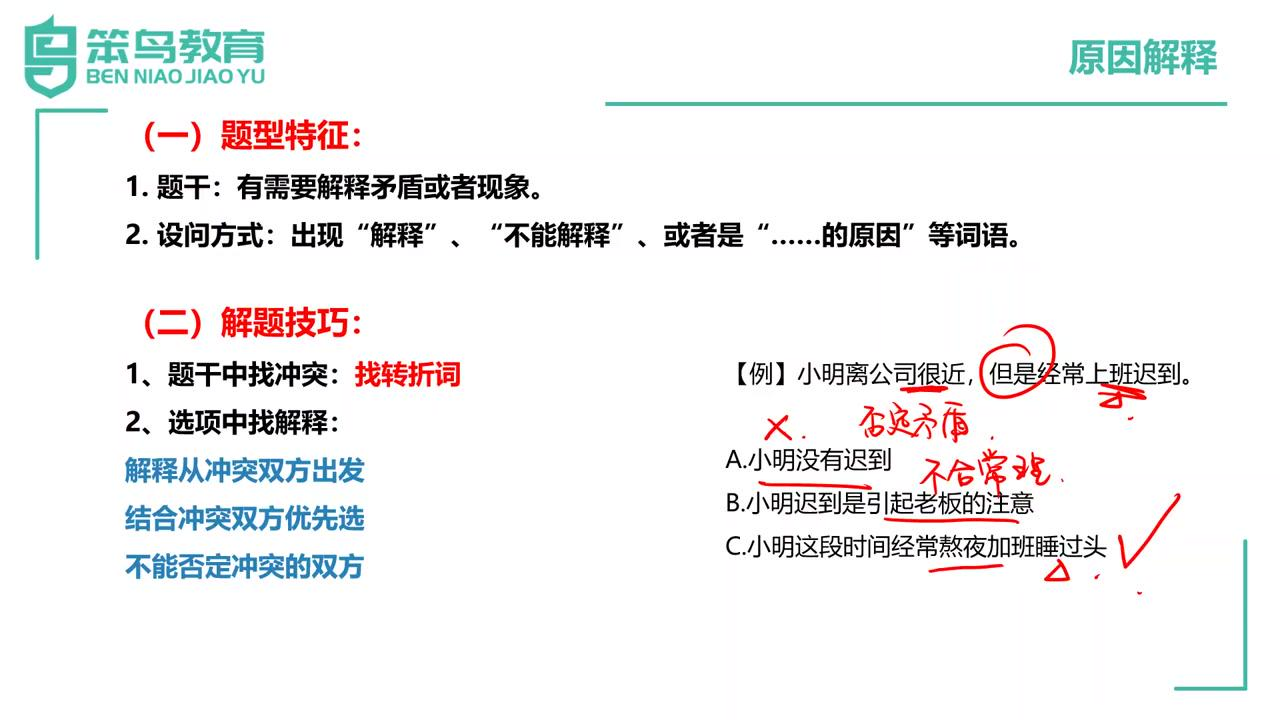 笨鸟教育
BEN NIAO JIAO YU
原因解释
（一）题型特征：
1. 题干：有需要解释矛盾或者现象。
2. 设问方式：出现“解释”、“不能解释”、或者是“……的原因”等词语。
（二）解题技巧：
1、题干中找冲突：找转折词
2、选项中找解释：
解释从冲突双方出发
结合冲突双方优先选
不能否定冲突的双方
【例】小明离公司很近，但是经常上班迟到。
否定矛盾
A.小明没有迟到
不合常理
B.小明迟到是引起老板的注意
C.小明这段时间经常熬夜加班睡过头